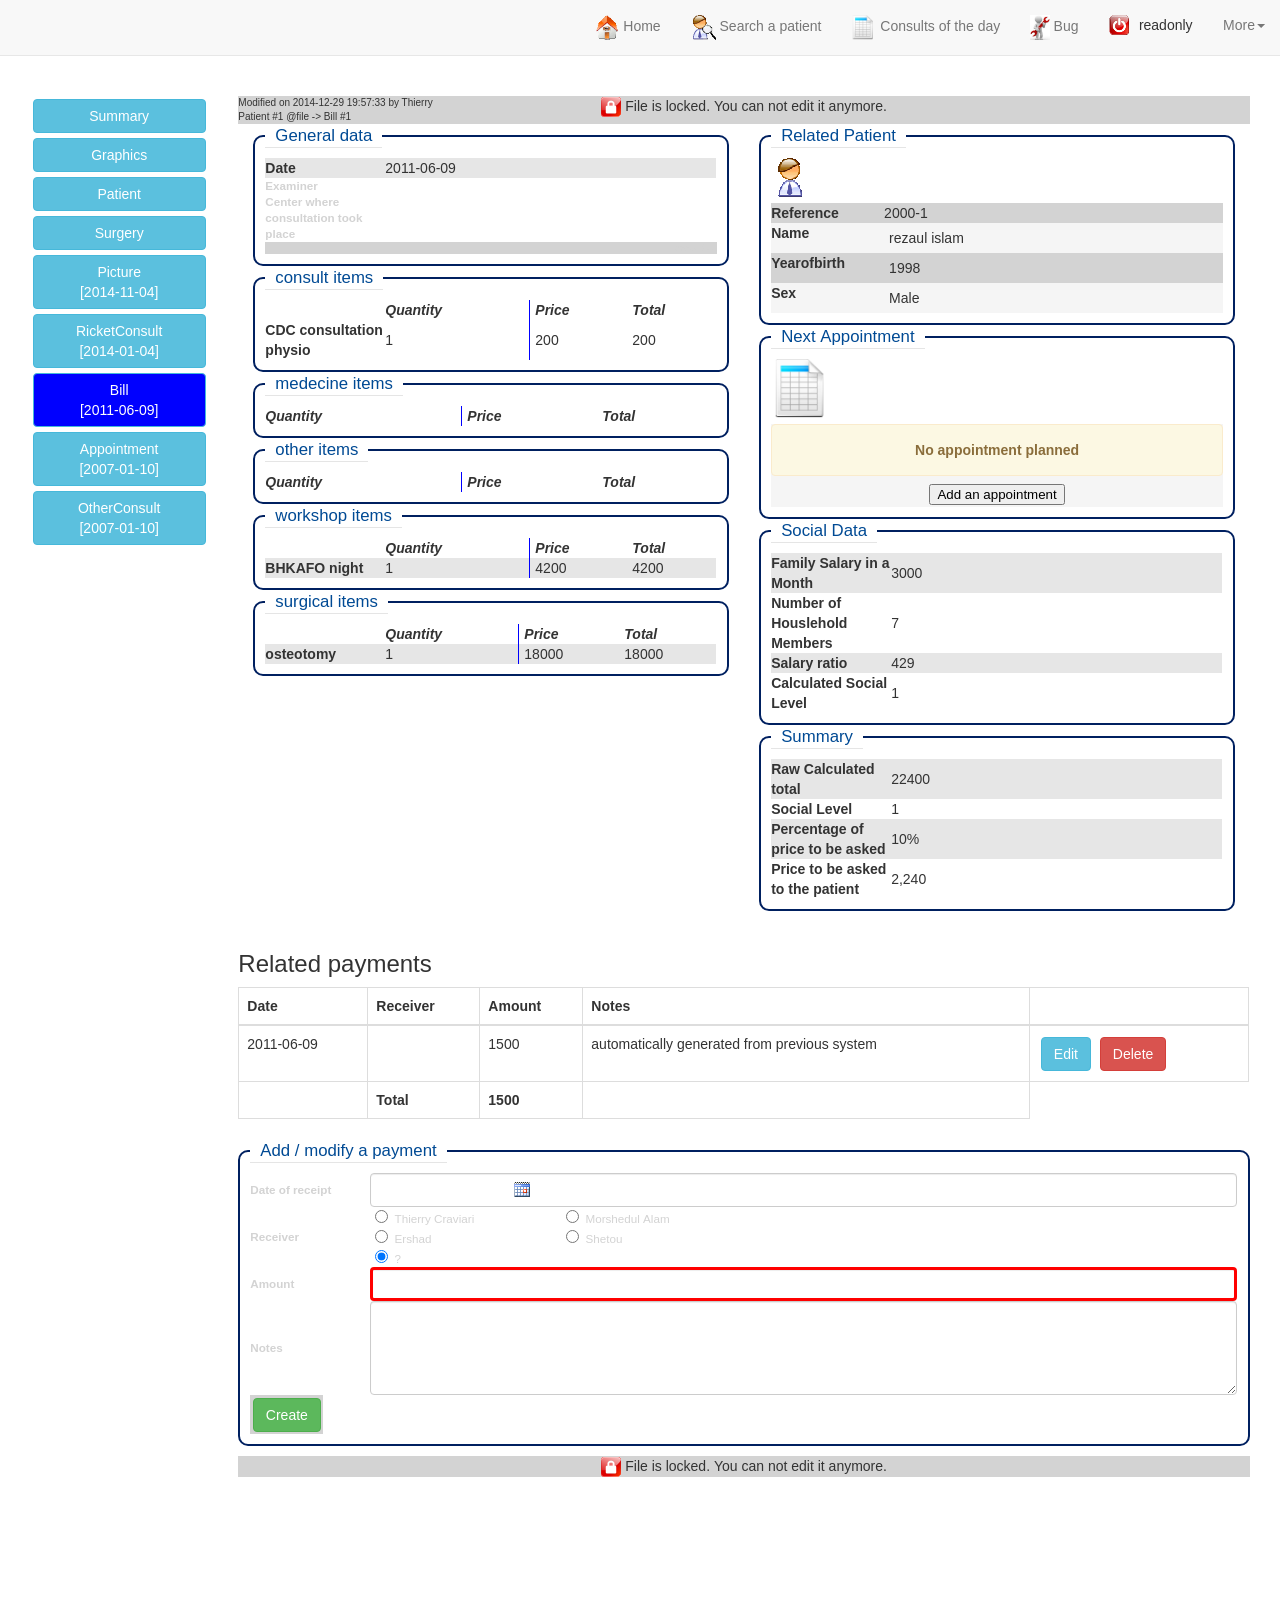 Home Search a patient Consults of the day Bug readonly More
Summary
Graphics
Patient
Surgery
Picture
[2014-11-04]
RicketConsult
[2014-01-04]
Bill
[2011-06-09]
Appointment
[2007-01-10]
OtherConsult
[2007-01-10]
Modified on 2014-12-29 19:57:33 by Thierry
Patient #1 @file -> Bill #1
File is locked. You can not edit it anymore.
General data
Date 2011-06-09
Examiner
Center where
consultation took
place
consult items
Quantity Price Total
CDC consultation
physio 1 200 200
medecine items
Quantity Price Total
other items
Quantity Price Total
workshop items
Quantity Price Total
BHKAFO night 1 4200 4200
surgical items
Quantity Price Total
osteotomy 1 18000 18000
Related Patient
Reference 2000-1
Name rezaul islam
Yearofbirth 1998
Sex Male
Next Appointment
No appointment planned
Add an appointment
Social Data
Family Salary in a
Month 3000
Number of
Houslehold
Members 7
Salary ratio 429
Calculated Social
Level 1
Summary
Raw Calculated
total 22400
Social Level 1
Percentage of
price to be asked 10%
Price to be asked
to the patient 2,240
Related payments
Date Receiver Amount Notes
2011-06-09 1500 automatically generated from previous system Edit Delete
Total 1500
Add / modify a payment
Date of receipt
Receiver
Thierry Craviari Morshedul Alam
Ershad Shetou
?
Amount
Notes
Create
File is locked. You can not edit it anymore.